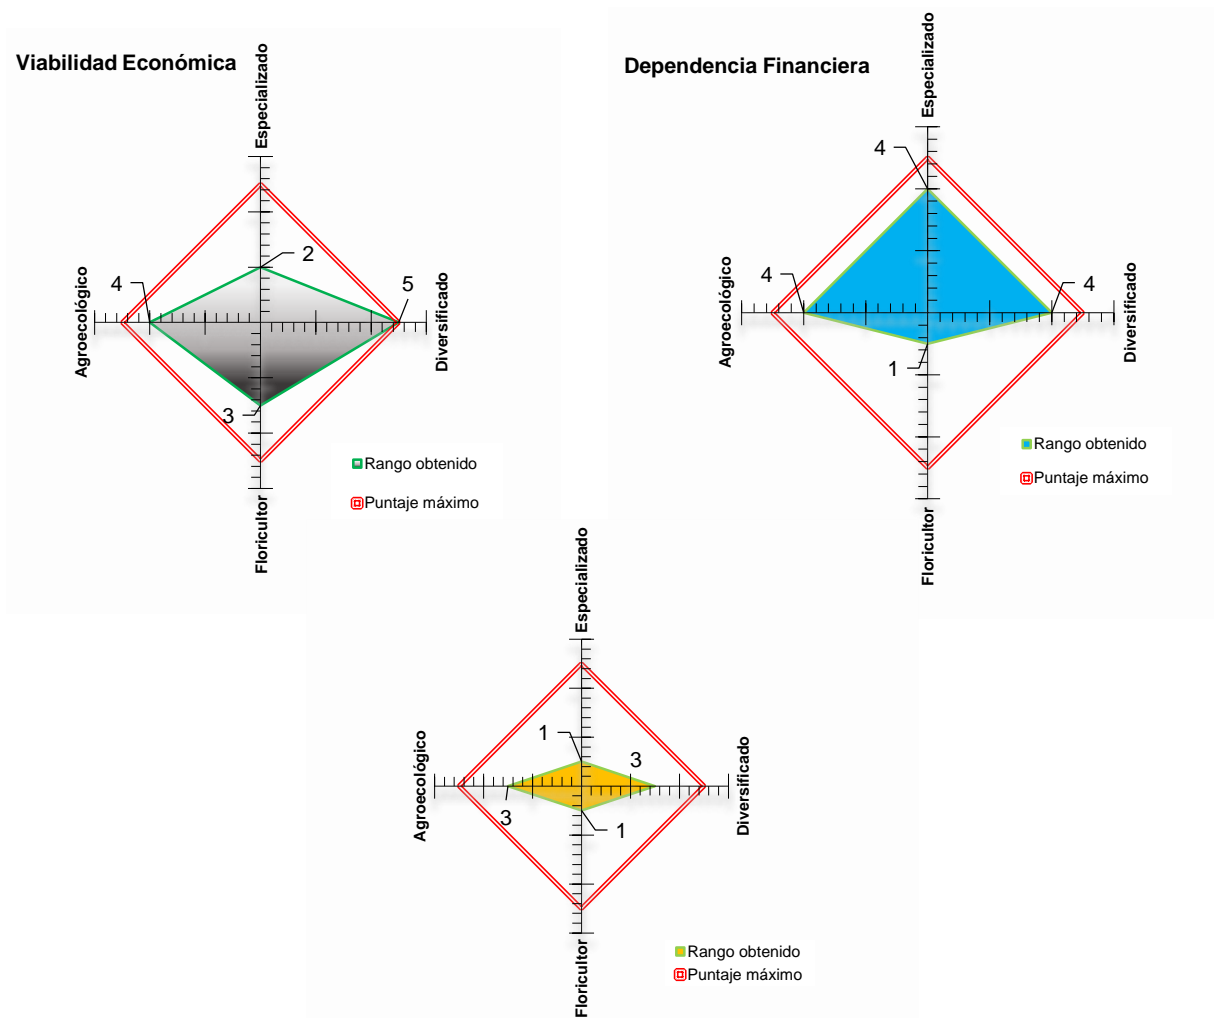 Viabilidad Económica
Especializado
2
4
5
Agroecológico
Diversificado
3
Rango obtenido
Puntaje máximo
Floricultor
Dependencia Financiera
Especializado
4
4
4
Agroecológico
Diversificado
1
Rango obtenido
Puntaje máximo
Floricultor
Especializado
1
3
Agroecológico
Diversificado
3
1
Rango obtenido
Puntaje máximo
Floricultor